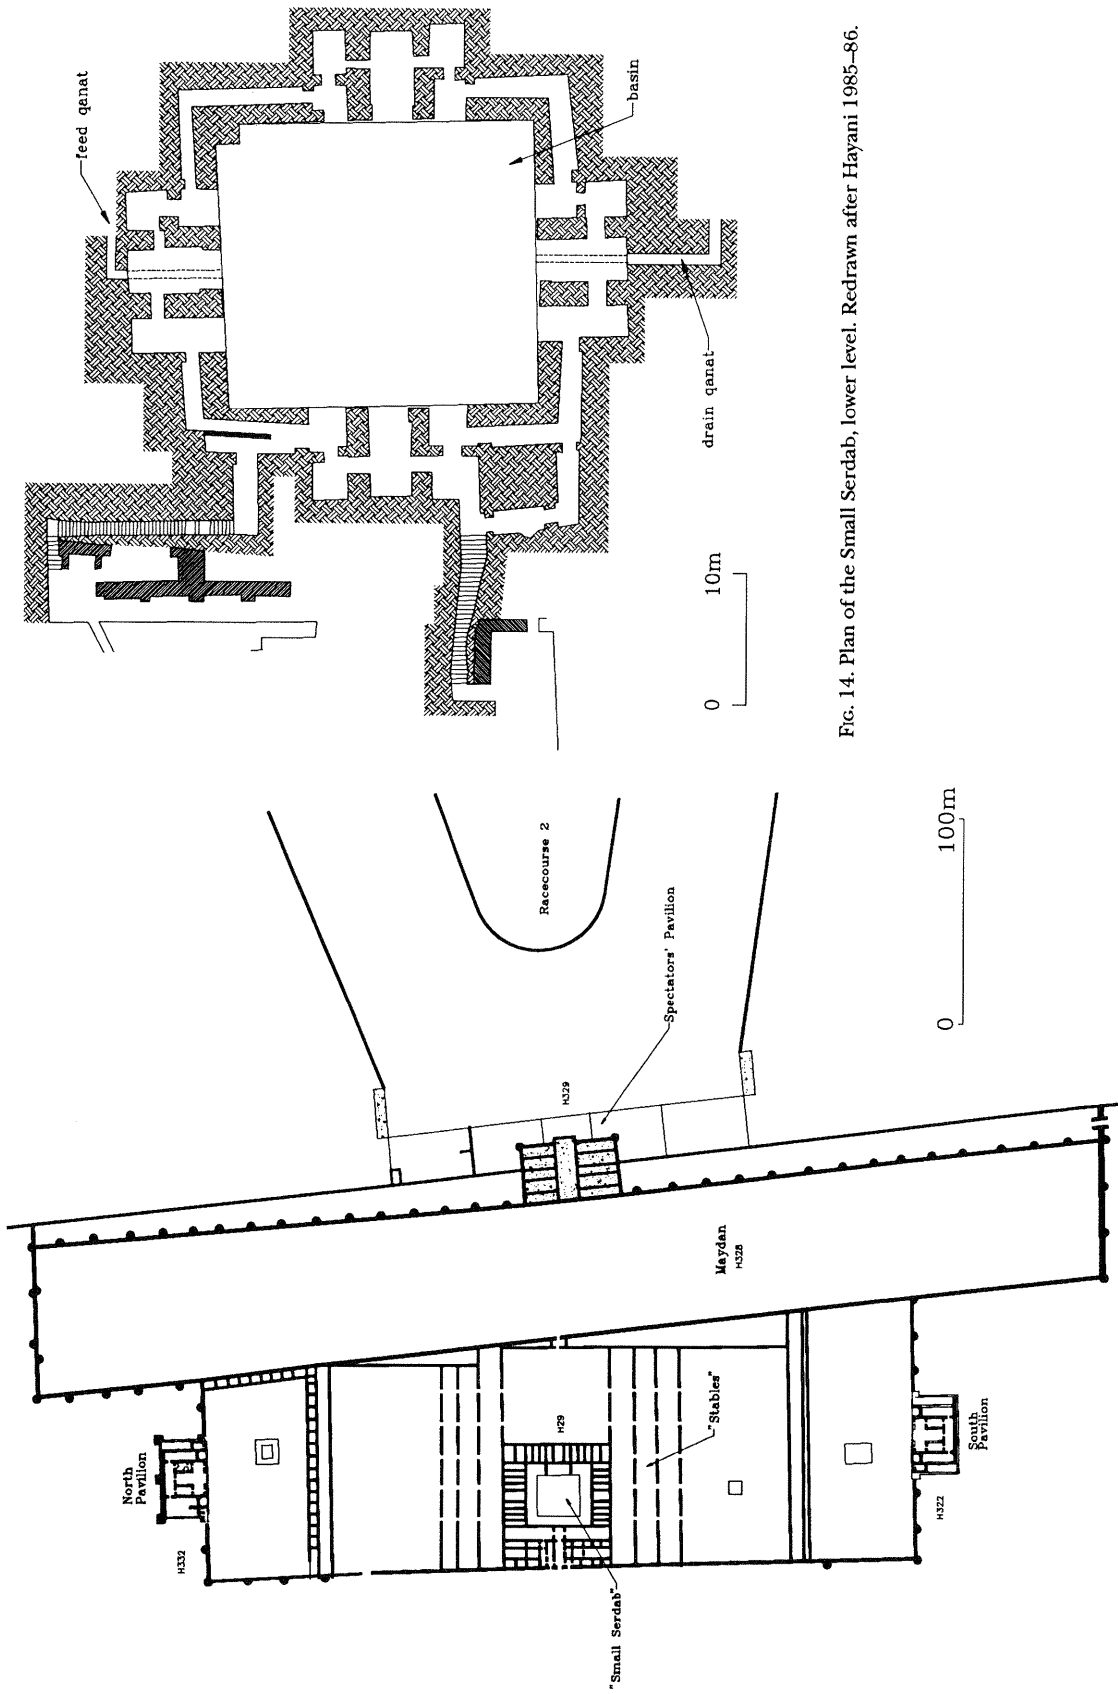 feed qanat
basin
drain qanat
0
10m
FIG. 14. Plan of the Small Serdab, lower level. Redrawn after Hayani 1985–86.
Racecourse 2
Spectators' Pavilion
H329
0
100m
Maydan
H328
North
Pavilion
H332
H29
"Stables"
"Small Serdab"
South
Pavilion
H322